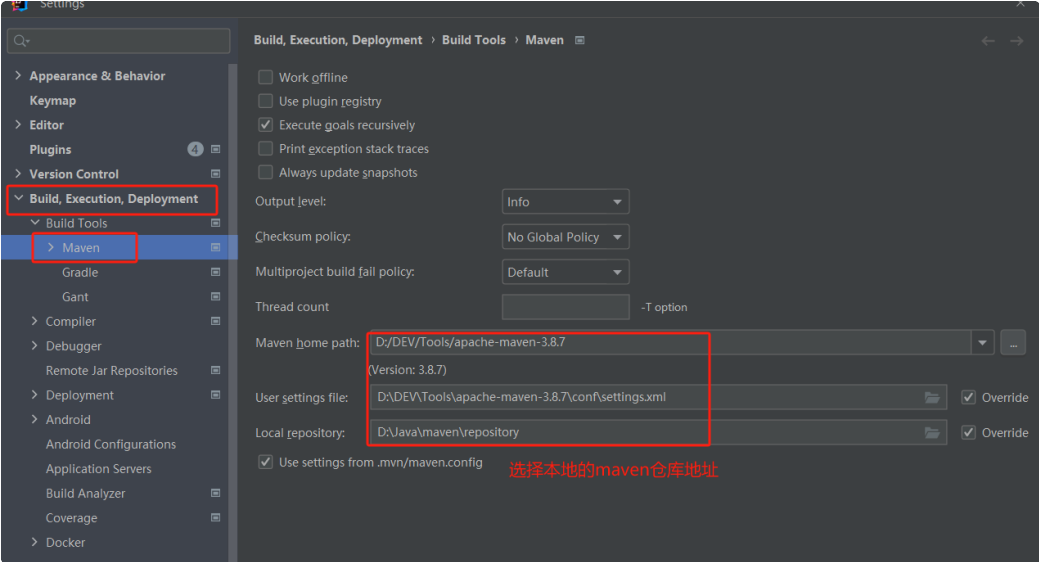 Settings
Build, Execution, Deployment › Build Tools › Maven
Appearance & Behavior
Keymap
Editor
Plugins 4
Version Control
Build, Execution, Deployment
Build Tools
Maven
Gradle
Gant
Compiler
Debugger
Remote Jar Repositories
Deployment
Android
Android Configurations
Application Servers
Build Analyzer
Coverage
Docker
Work offline
Use plugin registry
Execute goals recursively
Print exception stack traces
Always update snapshots
Output level: Info
Checksum policy: No Global Policy
Multiproject build fail policy: Default
Thread count -T option
Maven home path: D:/DEV/Tools/apache-maven-3.8.7 ...
(Version: 3.8.7)
User settings file: D:\DEV\Tools\apache-maven-3.8.7\conf\settings.xml Override
Local repository: D:\Java\maven\repository Override
Use settings from .mvn/maven.config
选择本地的maven仓库地址